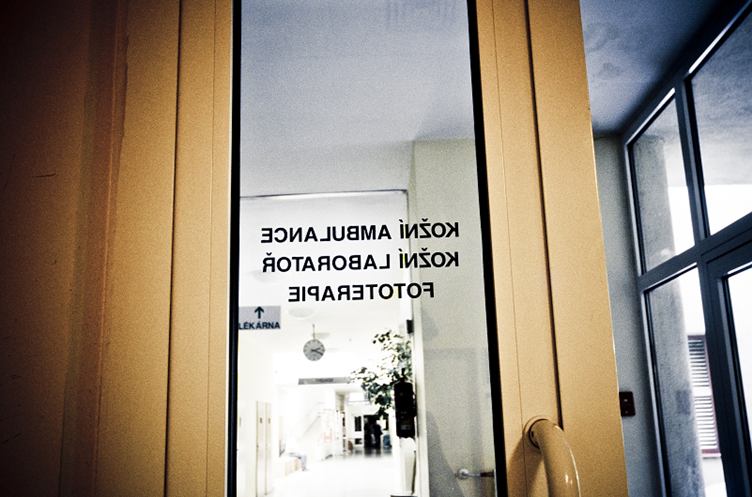 KOŽNÍ AMBULANCE
KOŽNÍ LABORATOŘ
FOTOTERAPIE
LÉKÁRNA